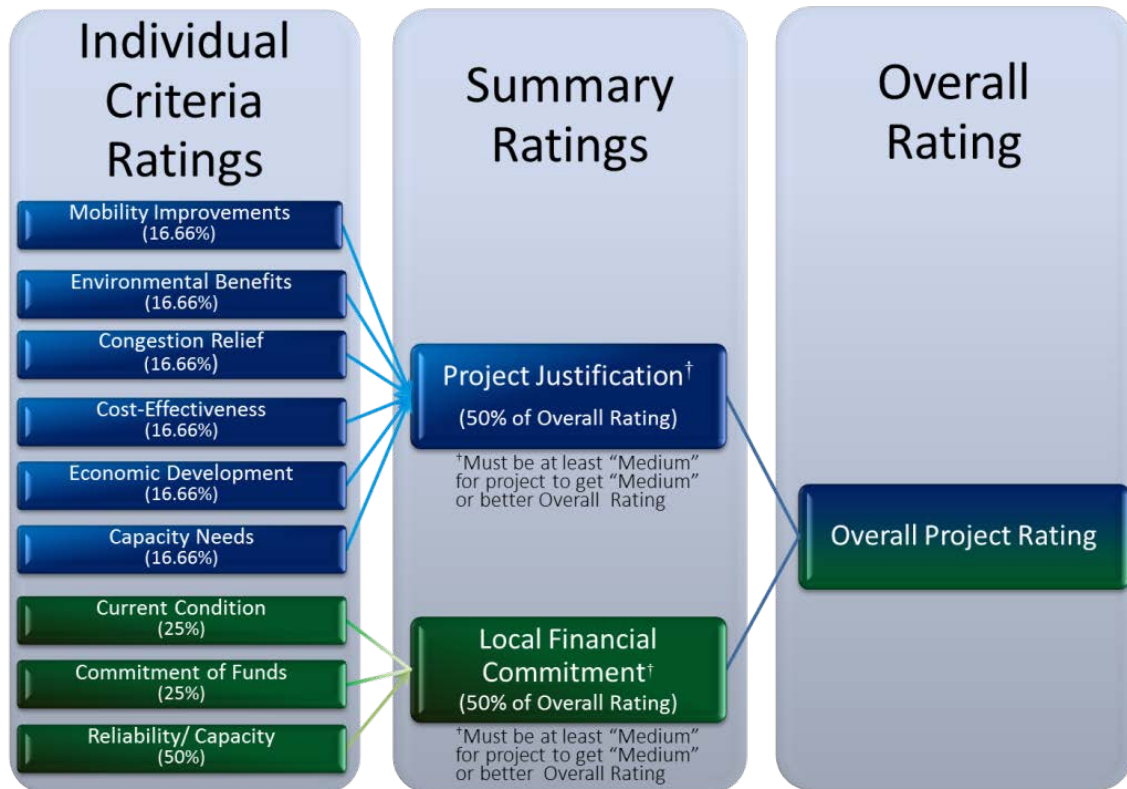 Individual
Criteria
Ratings
Mobility Improvements
(16.66%)
Environmental Benefits
(16.66%)
Congestion Relief
(16.66%)
Cost-Effectiveness
(16.66%)
Economic Development
(16.66%)
Capacity Needs
(16.66%)
Current Condition
(25%)
Commitment of Funds
(25%)
Reliability/ Capacity
(50%)
Summary
Ratings
Project Justification†
(50% of Overall Rating)
†Must be at least “Medium”
for project to get “Medium”
or better Overall Rating
Local Financial
Commitment†
(50% of Overall Rating)
†Must be at least “Medium”
for project to get “Medium”
or better Overall Rating
Overall
Rating
Overall Project Rating